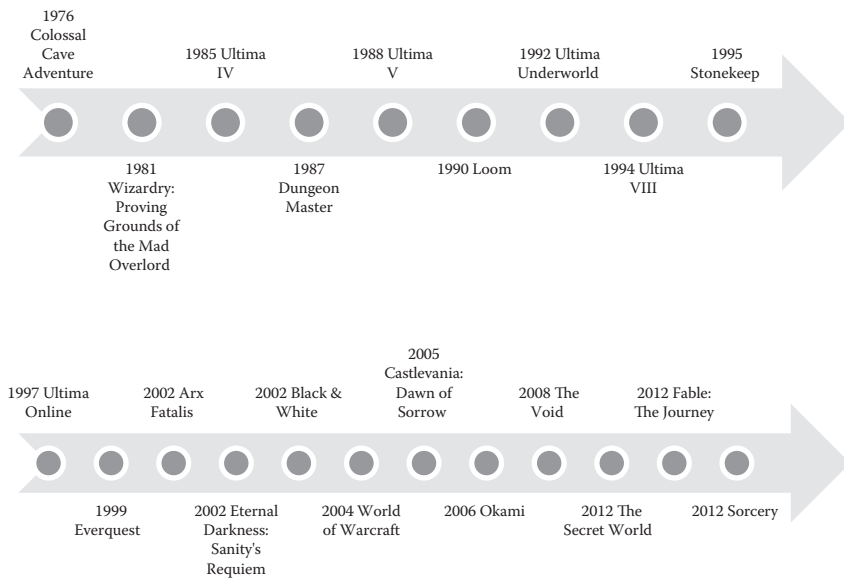 1976
Colossal
Cave
Adventure
1981
Wizardry:
Proving
Grounds of
the Mad
Overlord
1985 Ultima
IV
1987
Dungeon
Master
1988 Ultima
V
1990 Loom
1992 Ultima
Underworld
1994 Ultima
VIII
1995
Stonekeep
1997 Ultima
Online
1999
Everquest
2002 Arx
Fatalis
2002 Eternal
Darkness:
Sanity's
Requiem
2002 Black &
White
2004 World
of Warcraft
2005
Castlevania:
Dawn of
Sorrow
2006 Okami
2008 The
Void
2012 The
Secret World
2012 Fable:
The Journey
2012 Sorcery